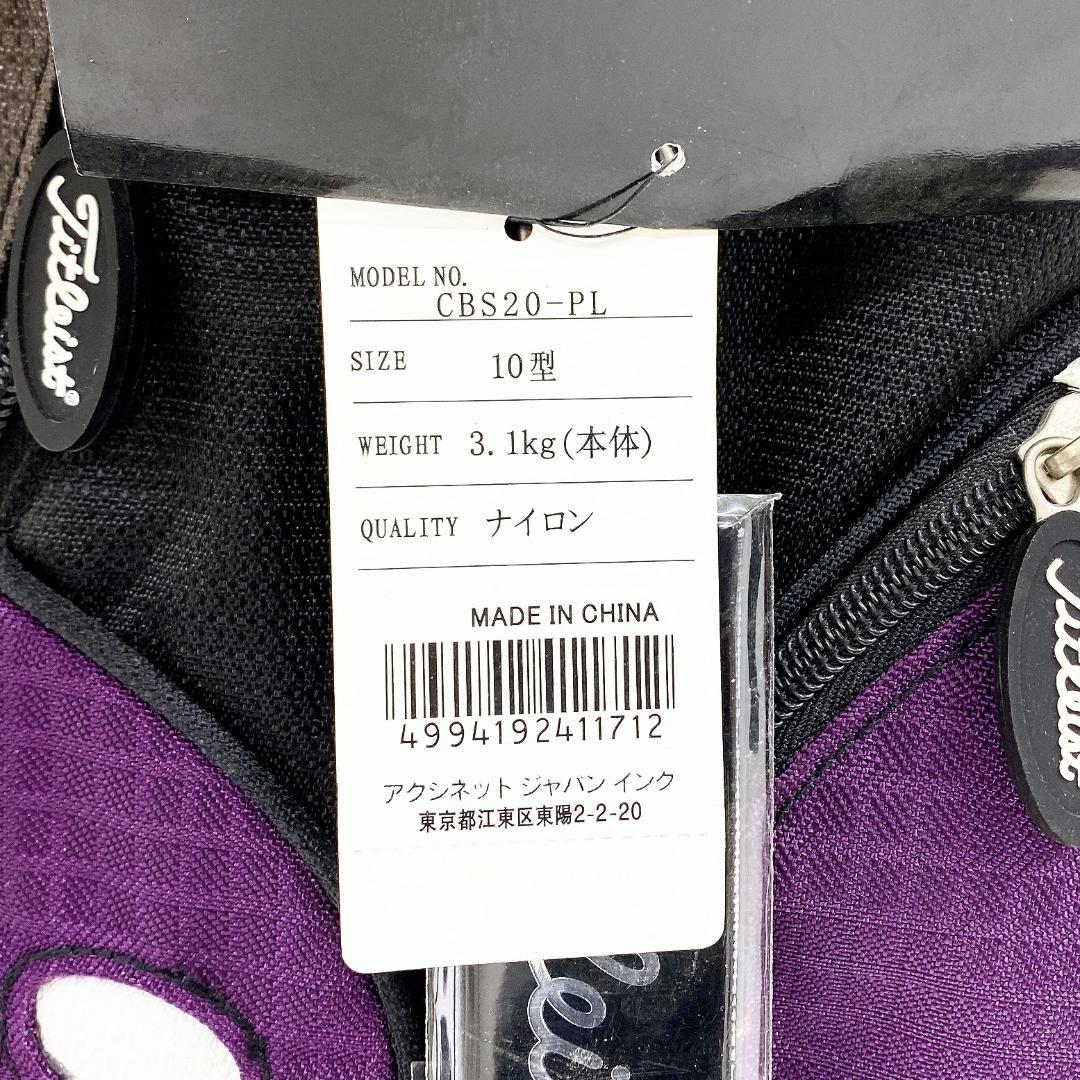 Titleist®
MODEL NO.
CBS20-PL
SIZE 10型
WEIGHT 3.1kg(本体)
QUALITY ナイロン
MADE IN CHINA
4994192411712
アクシネット ジャパン インク
東京都江東区東陽2-2-20
Titleist
lei